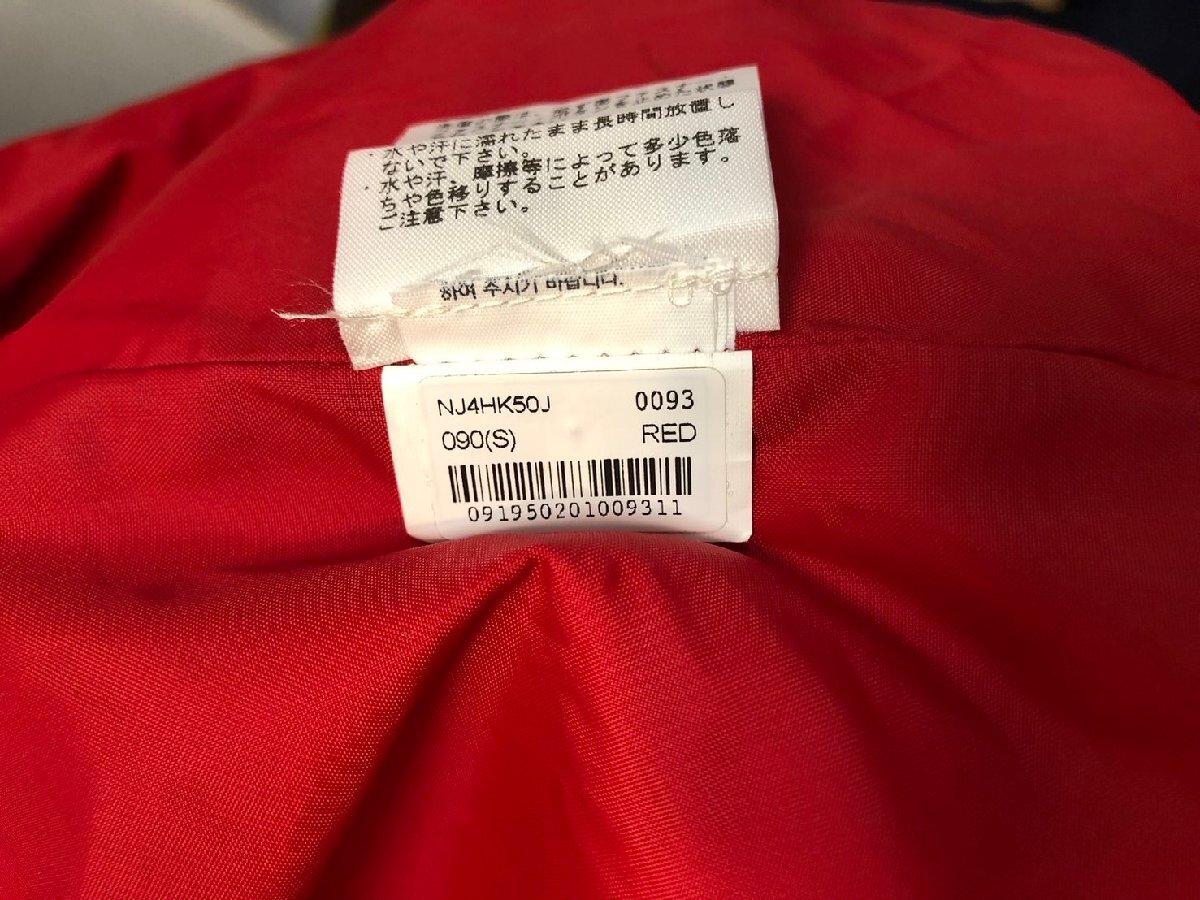 ・水や汗に濡れたまま長時間放置し
ないで下さい。
・水や汗、摩擦等によって多少色落
ちや色移りすることがあります。
ご注意下さい。
하여 주시기 바랍니다.
NJ4HK50J 0093
090(S) RED
091950201009311